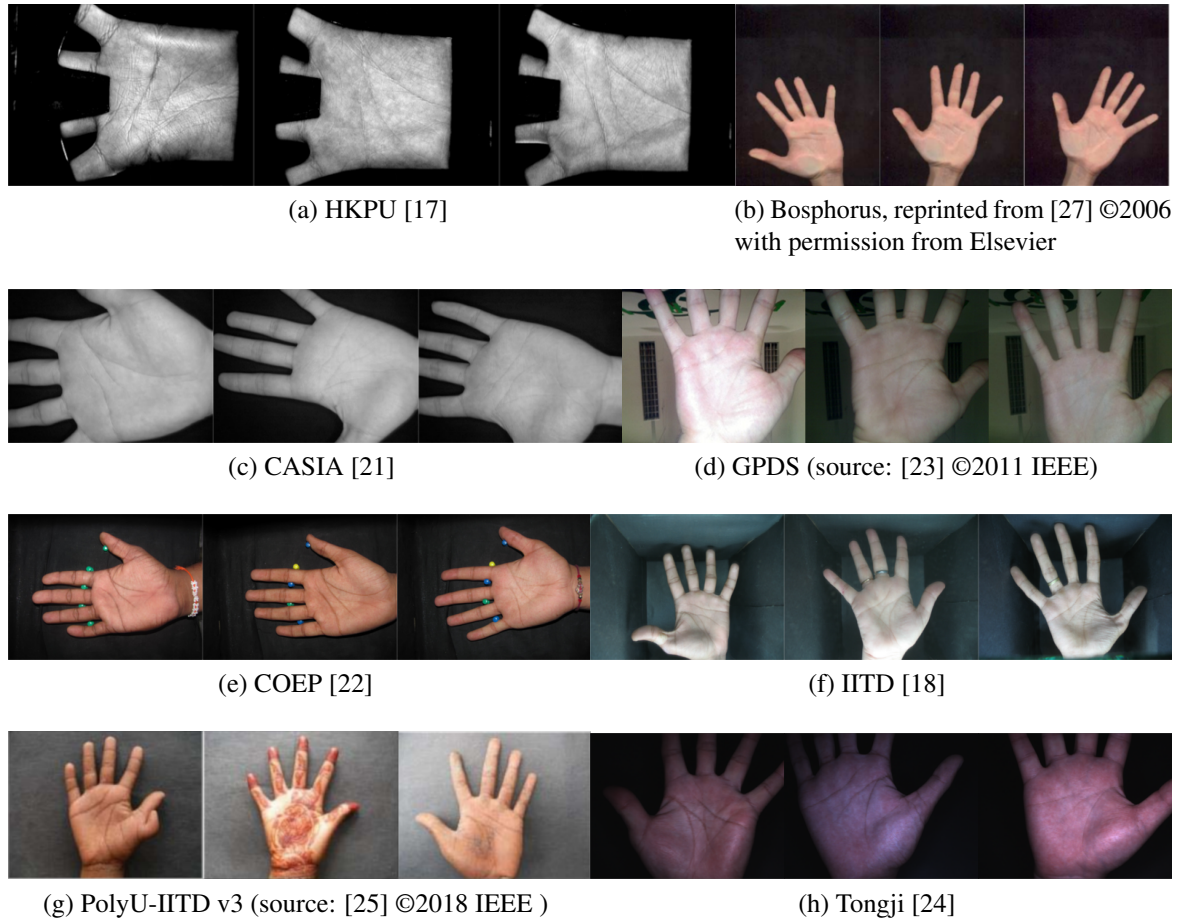 (a) HKPU [17]
(b) Bosphorus, reprinted from [27] ©2006
with permission from Elsevier
(c) CASIA [21]
(d) GPDS (source: [23] ©2011 IEEE)
(e) COEP [22]
(f) IITD [18]
(g) PolyU-IITD v3 (source: [25] ©2018 IEEE )
(h) Tongji [24]